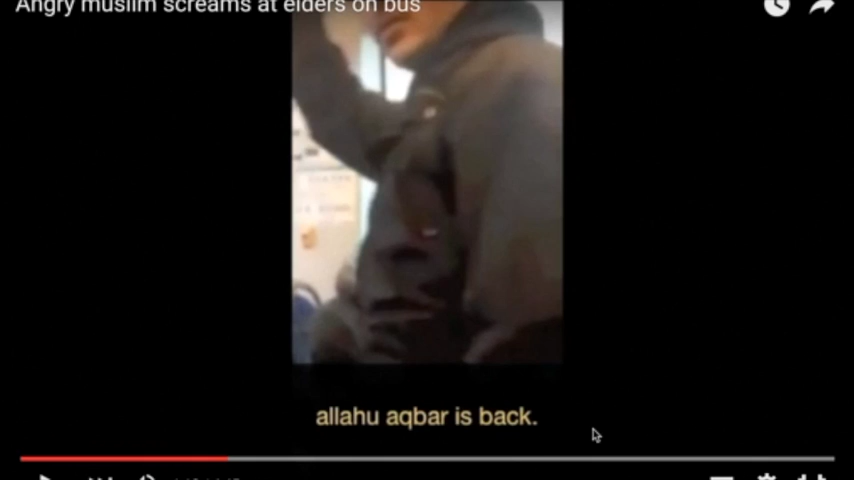 Angry muslim screams at elders on bus
allahu aqbar is back.